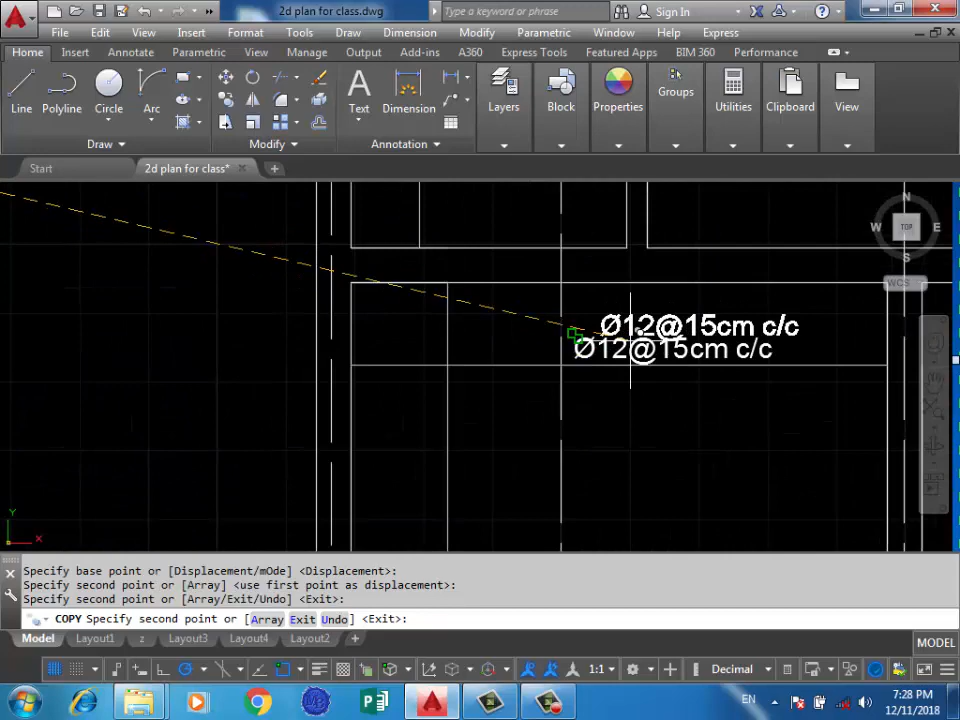 2d plan for class.dwg
Type a keyword or phrase
Sign In
File Edit View Insert Format Tools Draw Dimension Modify Parametric Window Help Express
Home Insert Annotate Parametric View Manage Output Add-ins A360 Express Tools Featured Apps BIM 360 Performance
Line Polyline Circle Arc Text Dimension Layers Block Properties Groups Utilities Clipboard View
Draw Modify Annotation
Start 2d plan for class*
N
W TOP E
S
WCS
Ø12@15cm c/c
Ø12@15cm c/c
Y
X
Specify base point or [Displacement/mOde] <Displacement>:
Specify second point or [Array] <use first point as displacement>:
Specify second point or [Array/Exit/Undo] <Exit>:
COPY Specify second point or [Array Exit Undo] <Exit>:
Model Layout1 z Layout3 Layout4 Layout2 + MODEL
1:1 Decimal
EN 7:28 PM
12/11/2018